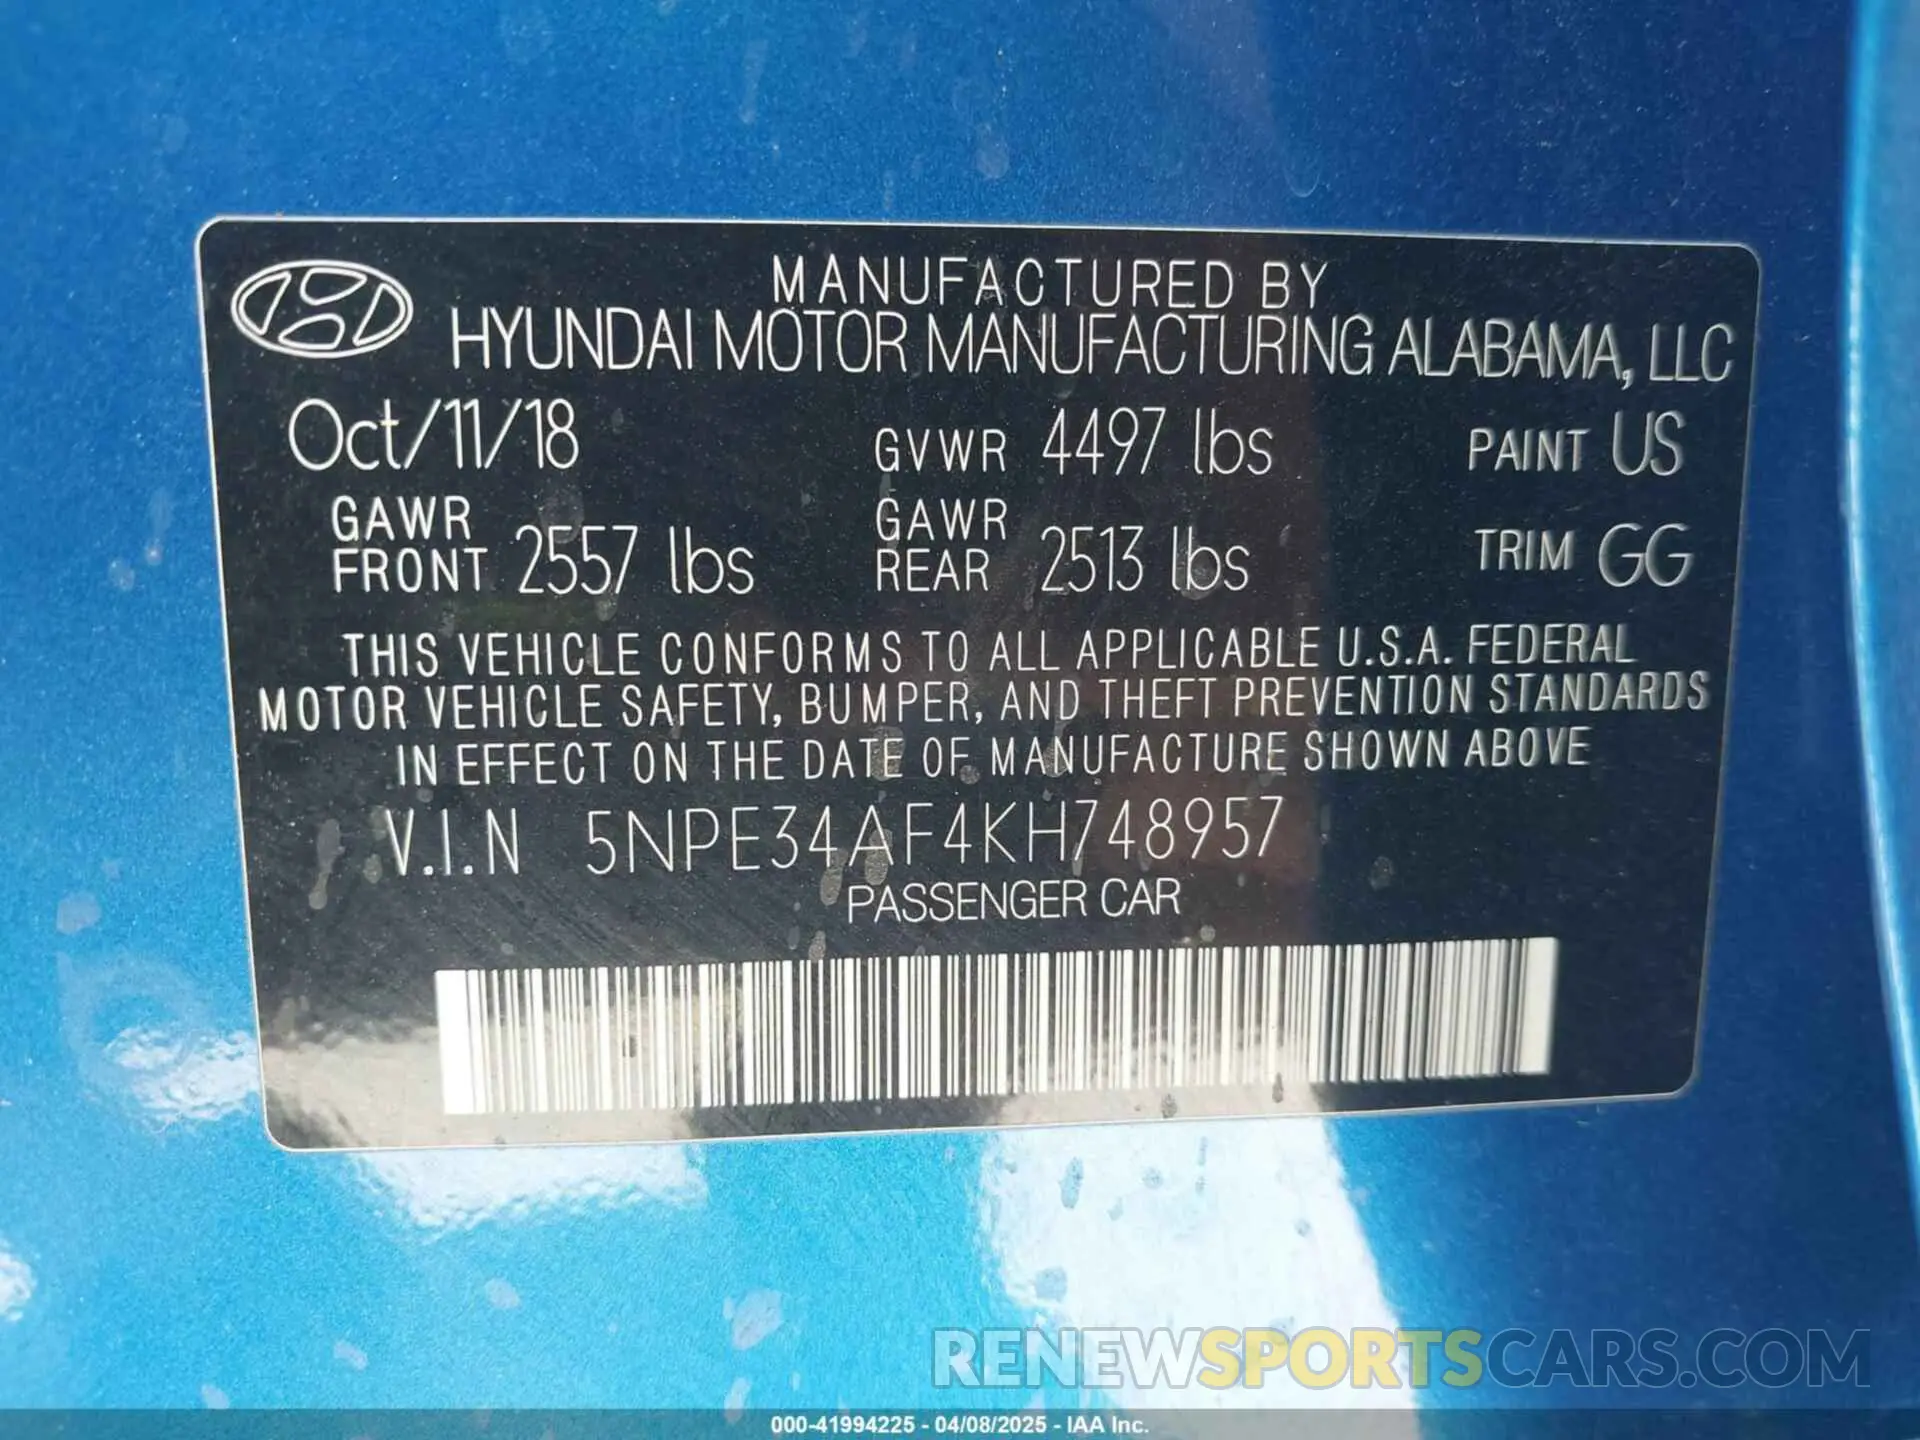 MANUFACTURED BY
HYUNDAI MOTOR MANUFACTURING ALABAMA, LLC
Oct/11/18 GVWR 4497 lbs PAINT US
GAWR FRONT 2557 lbs GAWR REAR 2513 lbs TRIM GG
THIS VEHICLE CONFORMS TO ALL APPLICABLE U.S.A. FEDERAL
MOTOR VEHICLE SAFETY, BUMPER, AND THEFT PREVENTION STANDARDS
IN EFFECT ON THE DATE OF MANUFACTURE SHOWN ABOVE
V.I.N 5NPE34AF4KH748957
PASSENGER CAR
RENEWSPORTSCARS.COM
000-41994225 - 04/08/2025 - IAA Inc.